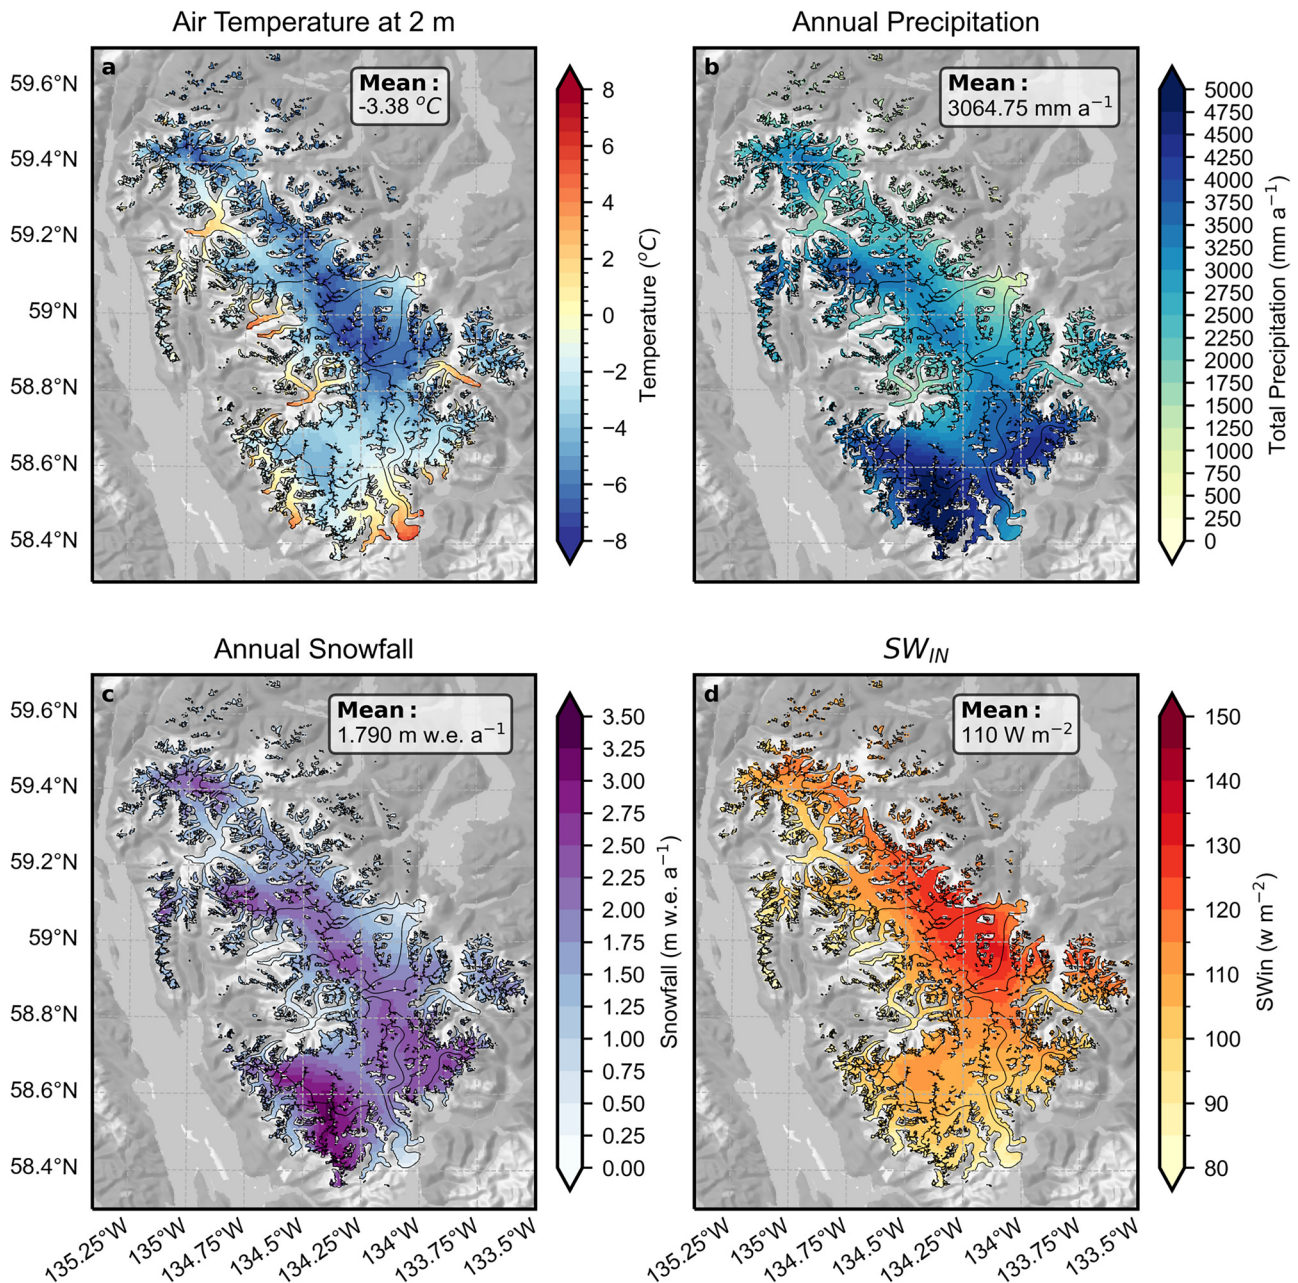 Air Temperature at 2 m
Annual Precipitation
a
Mean:
-3.38 °C
59.6°N
59.4°N
59.2°N
59°N
58.8°N
58.6°N
58.4°N
8
6
4
2
0
−2
−4
−6
−8
Temperature (°C)
b
Mean:
3064.75 mm a⁻¹
5000
4750
4500
4250
4000
3750
3500
3250
3000
2750
2500
2250
2000
1750
1500
1250
1000
750
500
250
0
Total Precipitation (mm a⁻¹)
Annual Snowfall
SW_IN
c
Mean:
1.790 m w.e. a⁻¹
59.6°N
59.4°N
59.2°N
59°N
58.8°N
58.6°N
58.4°N
135.25°W
135°W
134.75°W
134.5°W
134.25°W
134°W
133.75°W
133.5°W
3.50
3.25
3.00
2.75
2.50
2.25
2.00
1.75
1.50
1.25
1.00
0.75
0.50
0.25
0.00
Snowfall (m w.e. a⁻¹)
d
Mean:
110 W m⁻²
135.25°W
135°W
134.75°W
134.5°W
134.25°W
134°W
133.75°W
133.5°W
150
140
130
120
110
100
90
80
SWin (w m⁻²)